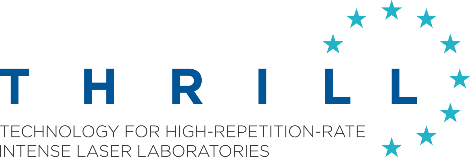 THRILL
TECHNOLOGY FOR HIGH-REPETITION-RATE
INTENSE LASER LABORATORIES